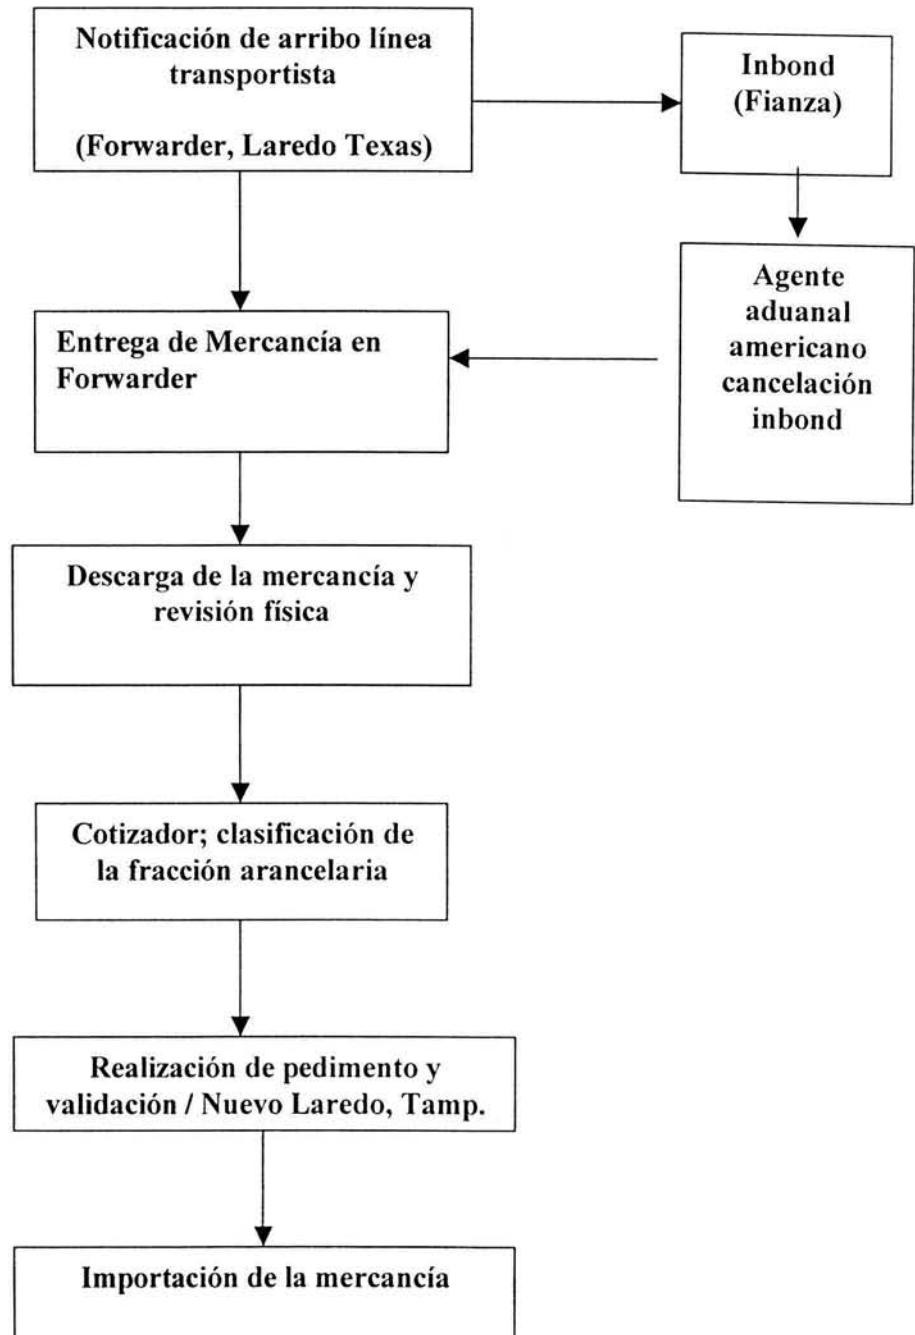 Notificación de arribo línea
transportista
(Forwarder, Laredo Texas)
Inbond
(Fianza)
Agente
aduanal
americano
cancelación
inbond
Entrega de Mercancía en
Forwarder
Descarga de la mercancía y
revisión física
Cotizador; clasificación de
la fracción arancelaria
Realización de pedimento y
validación / Nuevo Laredo, Tamp.
Importación de la mercancía